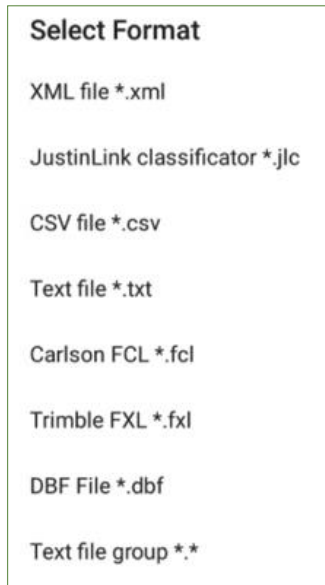 Select Format
XML file *.xml
JustinLink classificator *.jlc
CSV file *.csv
Text file *.txt
Carlson FCL *.fcl
Trimble FXL *.fxl
DBF File *.dbf
Text file group *.*